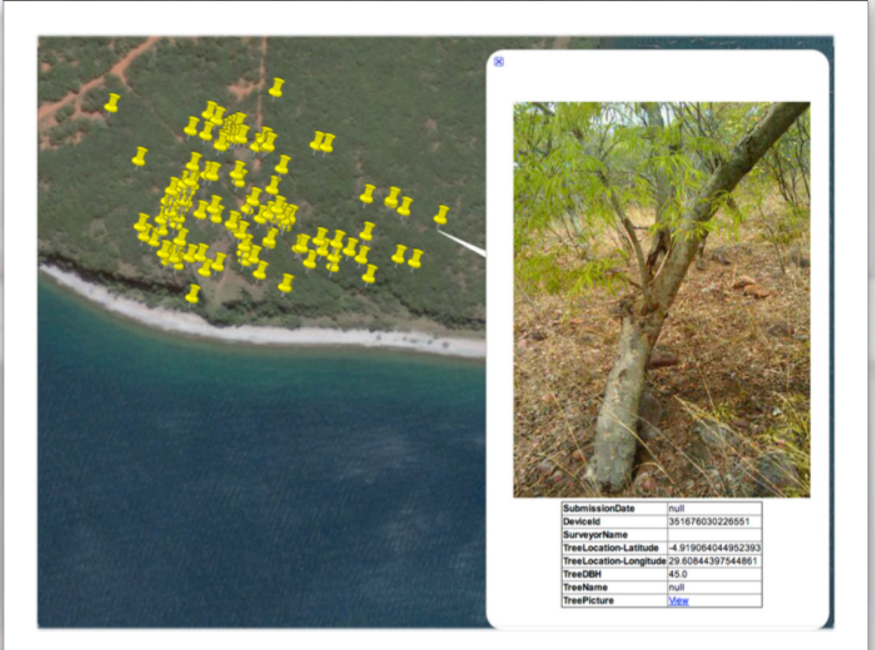 SubmissionDate null
DeviceId 351676030226551
SurveyorName
TreeLocation-Latitude -4.919064044952393
TreeLocation-Longitude 29.60844397544861
TreeDBH 45.0
TreeName null
TreePicture View